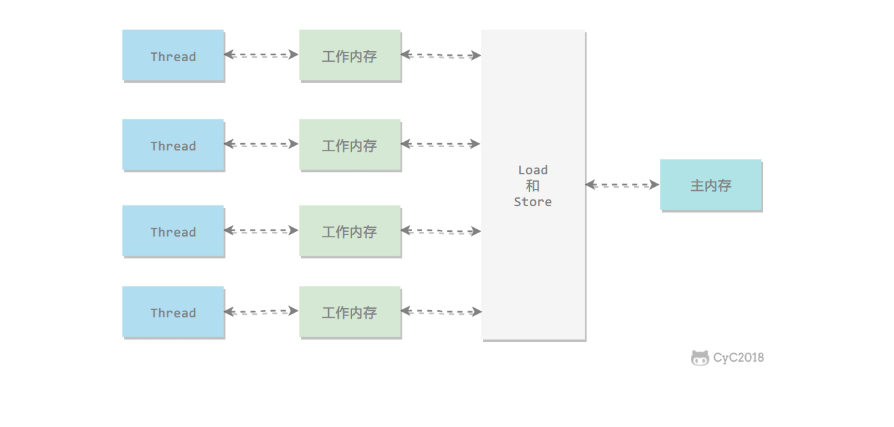 Thread
工作内存
Thread
工作内存
Thread
工作内存
Thread
工作内存
Load
和
Store
主内存
CyC2018